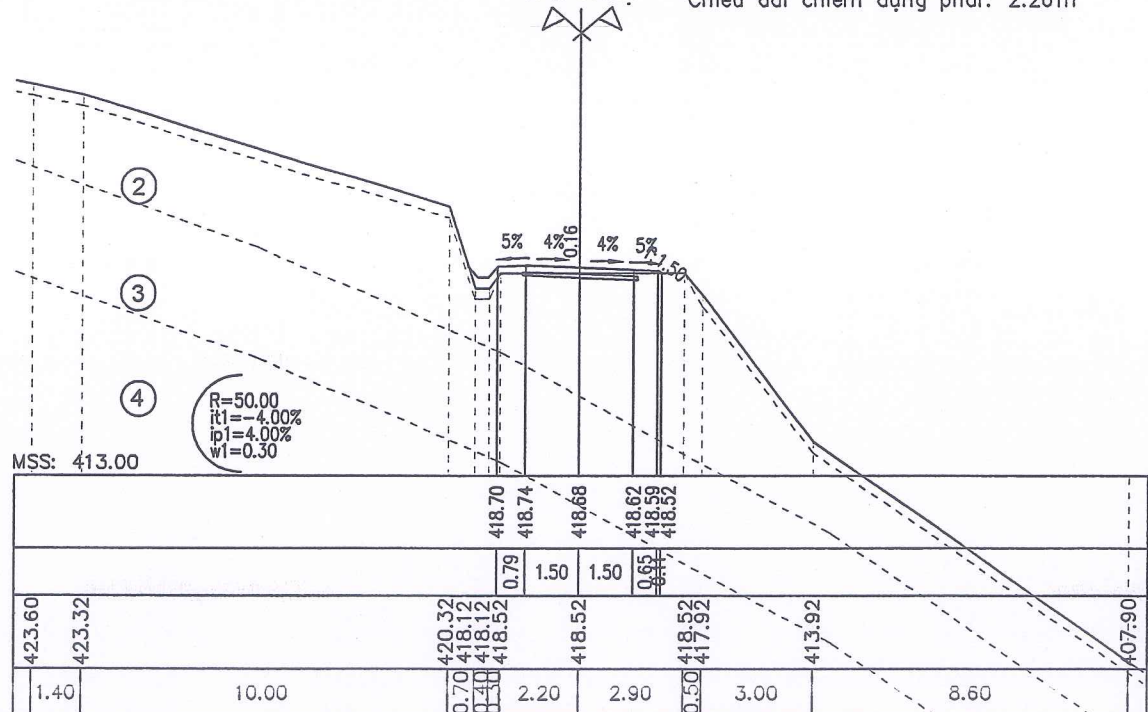 Chiều dài chiếm dụng phải: 2.20m
2
5% 4% 0.16 4% 5% 1:1.50
3
4
R=50.00
it1=-4.00%
ip1=4.00%
w1=0.30
MSS: 413.00
418.70 418.74 418.68 418.62 418.59 418.52
0.79 1.50 1.50 0.65 0.11
423.60 423.32 420.32 418.12 418.12 418.52 418.52 418.52 417.92 413.92 407.90
1.40 10.00 0.70 0.40 0.30 2.20 2.90 0.50 3.00 8.60